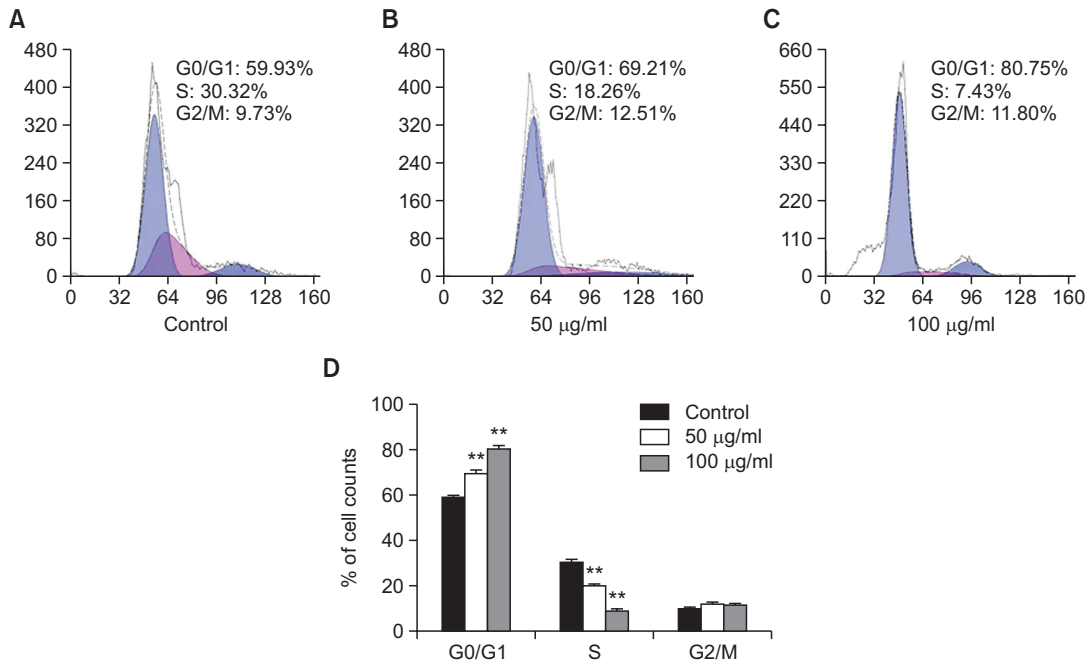 A
480
400
320
240
160
80
0
0 32 64 96 128 160
G0/G1: 59.93%
S: 30.32%
G2/M: 9.73%
Control
B
480
400
320
240
160
80
0
0 32 64 96 128 160
G0/G1: 69.21%
S: 18.26%
G2/M: 12.51%
50 μg/ml
C
660
550
440
330
220
110
0
0 32 64 96 128 160
G0/G1: 80.75%
S: 7.43%
G2/M: 11.80%
100 μg/ml
D
% of cell counts
100
80
60
40
20
0
**
**
**
**
Control
50 μg/ml
100 μg/ml
G0/G1 S G2/M